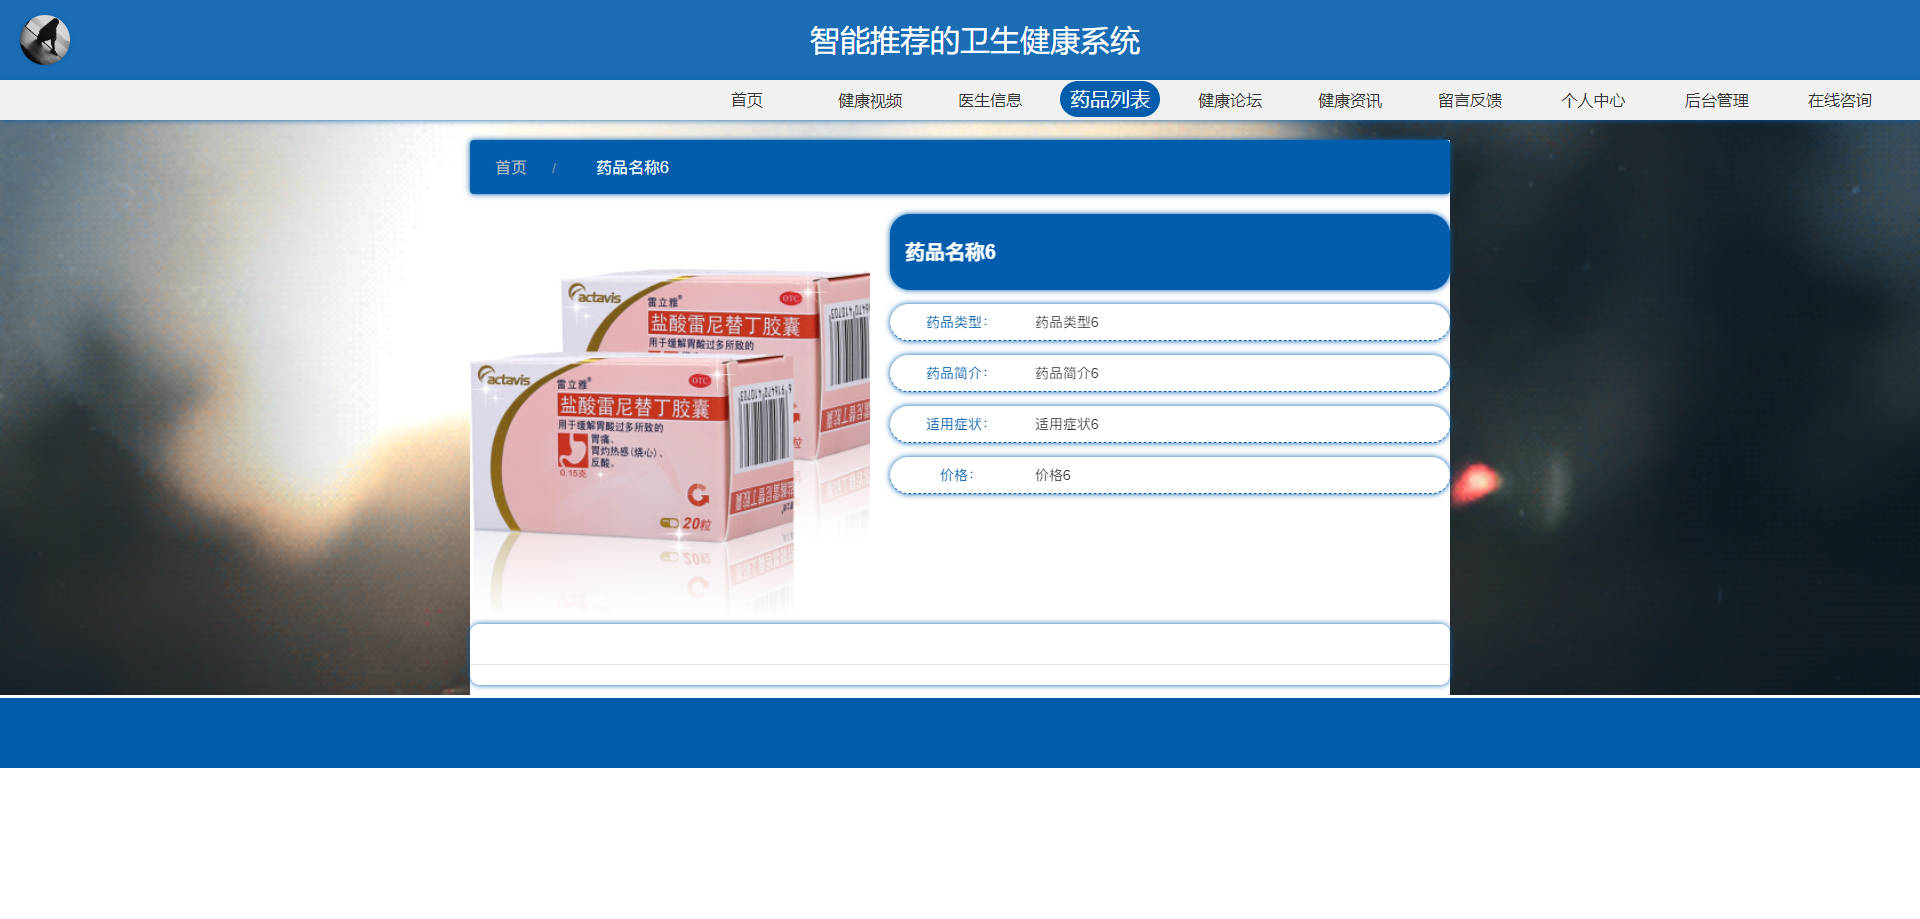 智能推荐的卫生健康系统
首页 健康视频 医生信息 药品列表 健康论坛 健康资讯 留言反馈 个人中心 后台管理 在线咨询
首页 / 药品名称6
药品名称6
药品类型： 药品类型6
药品简介： 药品简介6
适用症状： 适用症状6
价格： 价格6
actavis
雷立雅®
OTC
盐酸雷尼替丁胶囊
用于缓解胃酸过多所致的
actavis
雷立雅®
OTC
盐酸雷尼替丁胶囊
用于缓解胃酸过多所致的
胃痛、
胃灼热感(烧心)、
反酸。
0.15克
20粒